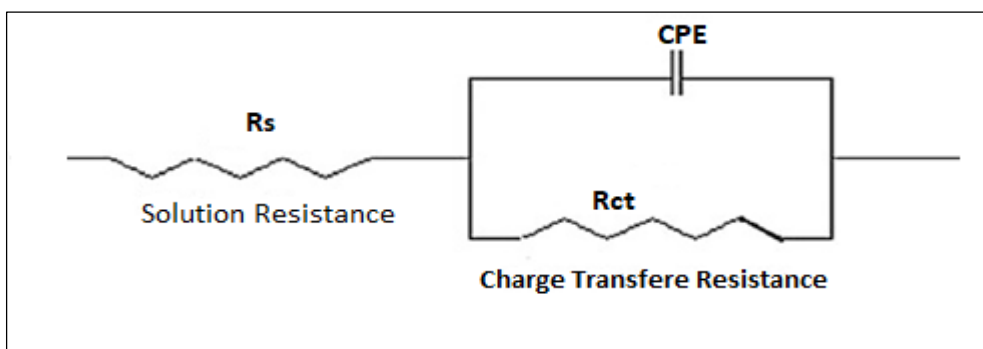 CPE
Rs
Solution Resistance
Rct
Charge Transfere Resistance